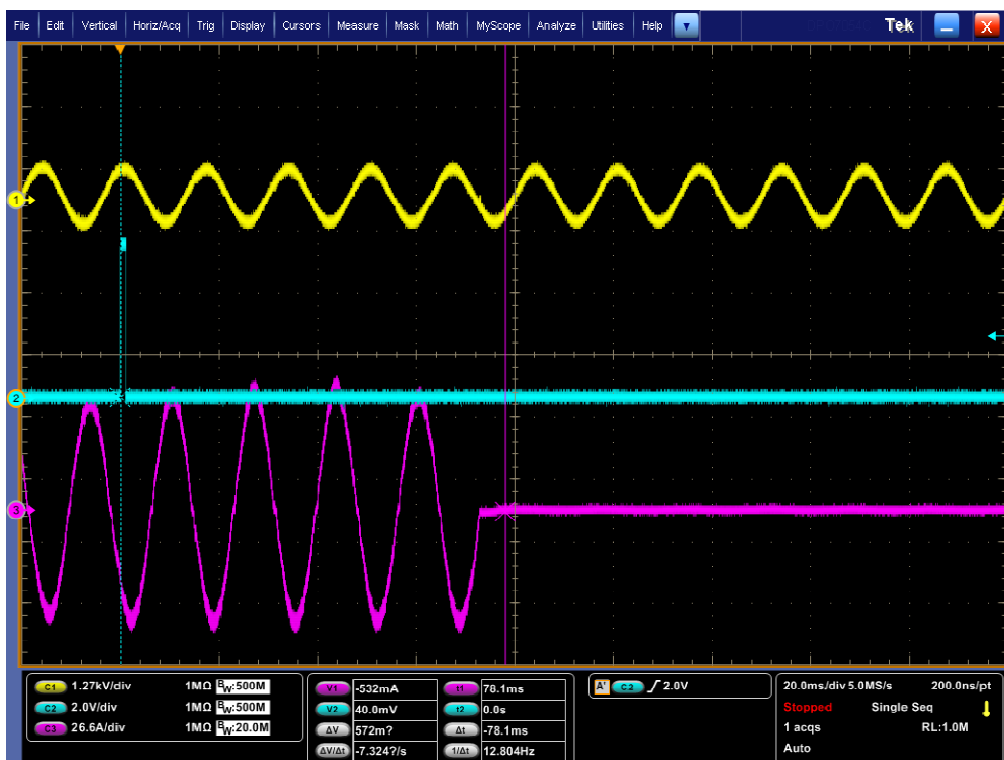 File Edit Vertical Horiz/Acq Trig Display Cursors Measure Mask Math MyScope Analyze Utilities Help Tek X
1
2
3
C1 1.27kV/div 1MΩ BW:500M
C2 2.0V/div 1MΩ BW:500M
C3 26.6A/div 1MΩ BW:20.0M
V1 -532mA t1 78.1ms
V2 40.0mV t2 0.0s
ΔV 572m? Δt -78.1ms
ΔV/Δt -7.324?/s 1/Δt 12.804Hz
A' C2 2.0V
20.0ms/div 5.0MS/s 200.0ns/pt
Stopped Single Seq
1 acqs RL:1.0M
Auto